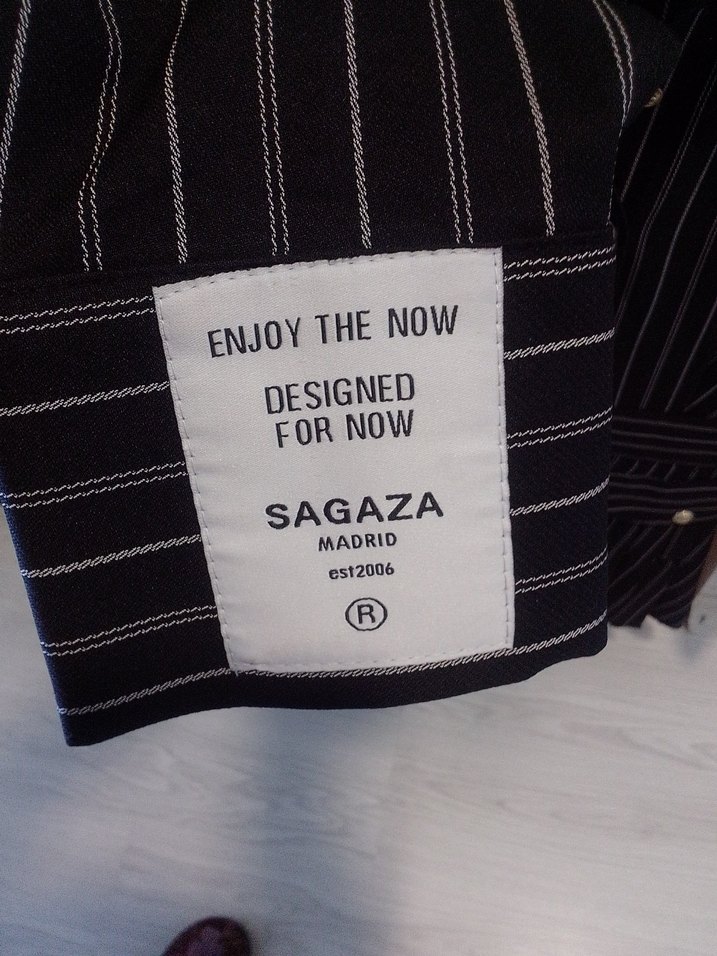 ENJOY THE NOW
DESIGNED
FOR NOW
SAGAZA
MADRID
est2006
®